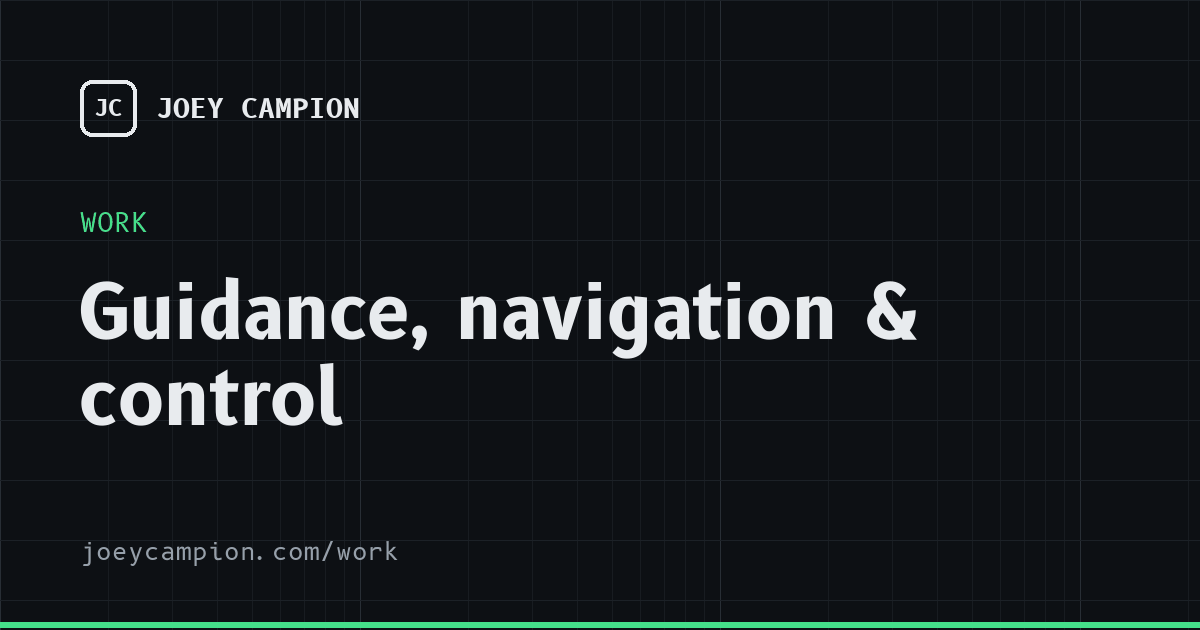 JC JOEY CAMPION
WORK
Guidance, navigation &
control
joeycampion.com/work